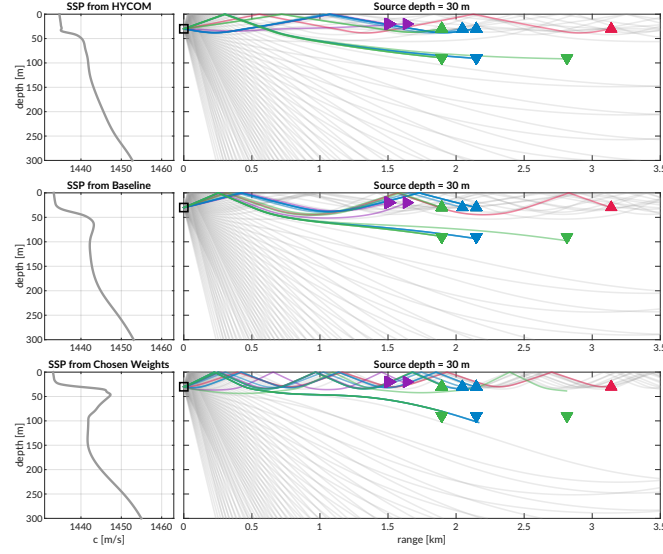 SSP from HYCOM
Source depth = 30 m
0
50
100
150
200
250
300
depth [m]
1440 1450 1460
0 0.5 1 1.5 2 2.5 3 3.5
SSP from Baseline
Source depth = 30 m
0
50
100
150
200
250
300
depth [m]
1440 1450 1460
0 0.5 1 1.5 2 2.5 3 3.5
SSP from Chosen Weights
Source depth = 30 m
0
50
100
150
200
250
300
depth [m]
1440 1450 1460
0 0.5 1 1.5 2 2.5 3 3.5
c [m/s]
range [km]